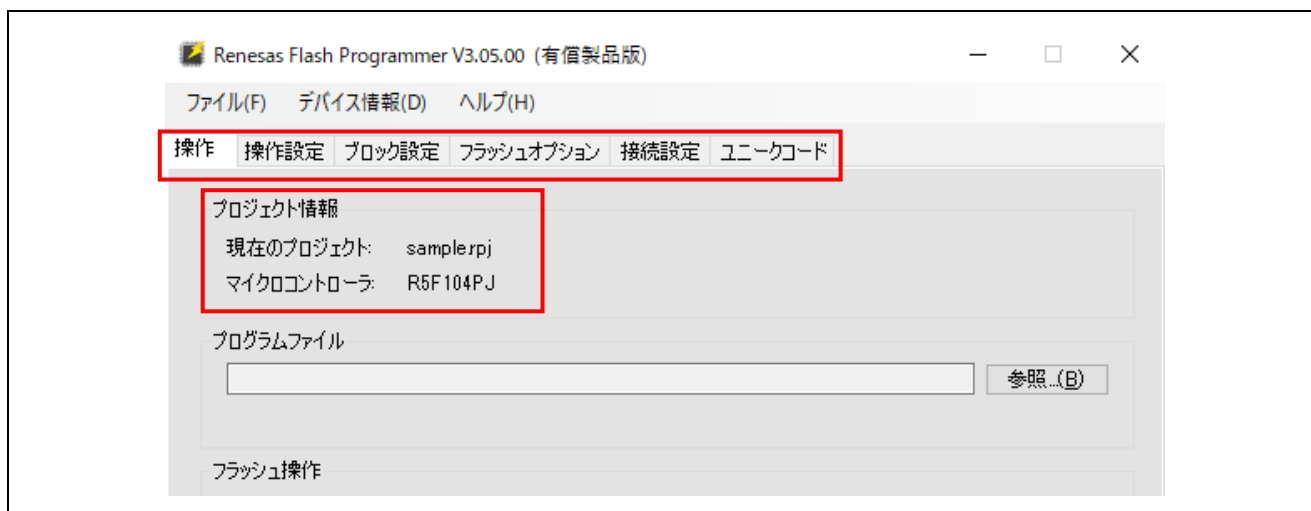 Renesas Flash Programmer V3.05.00 (有償製品版)
ファイル(F) デバイス情報(D) ヘルプ(H)
操作 操作設定 ブロック設定 フラッシュオプション 接続設定 ユニークコード
プロジェクト情報
現在のプロジェクト: sample.rpj
マイクロコントローラ: R5F104PJ
プログラムファイル
参照...(B)
フラッシュ操作